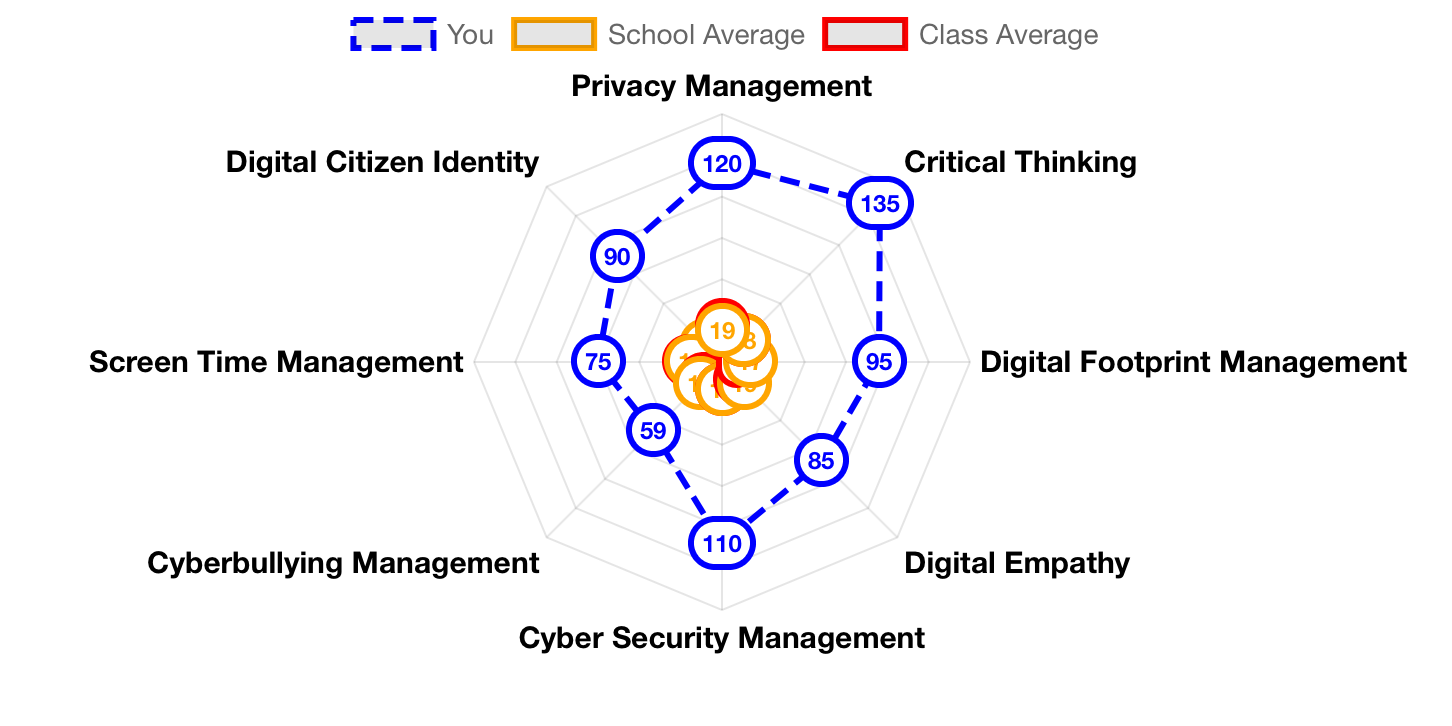 You School Average Class Average
Privacy Management
Digital Citizen Identity
Critical Thinking
120
135
90
19
Screen Time Management
75
95
Digital Footprint Management
59
85
110
Cyberbullying Management
Digital Empathy
Cyber Security Management